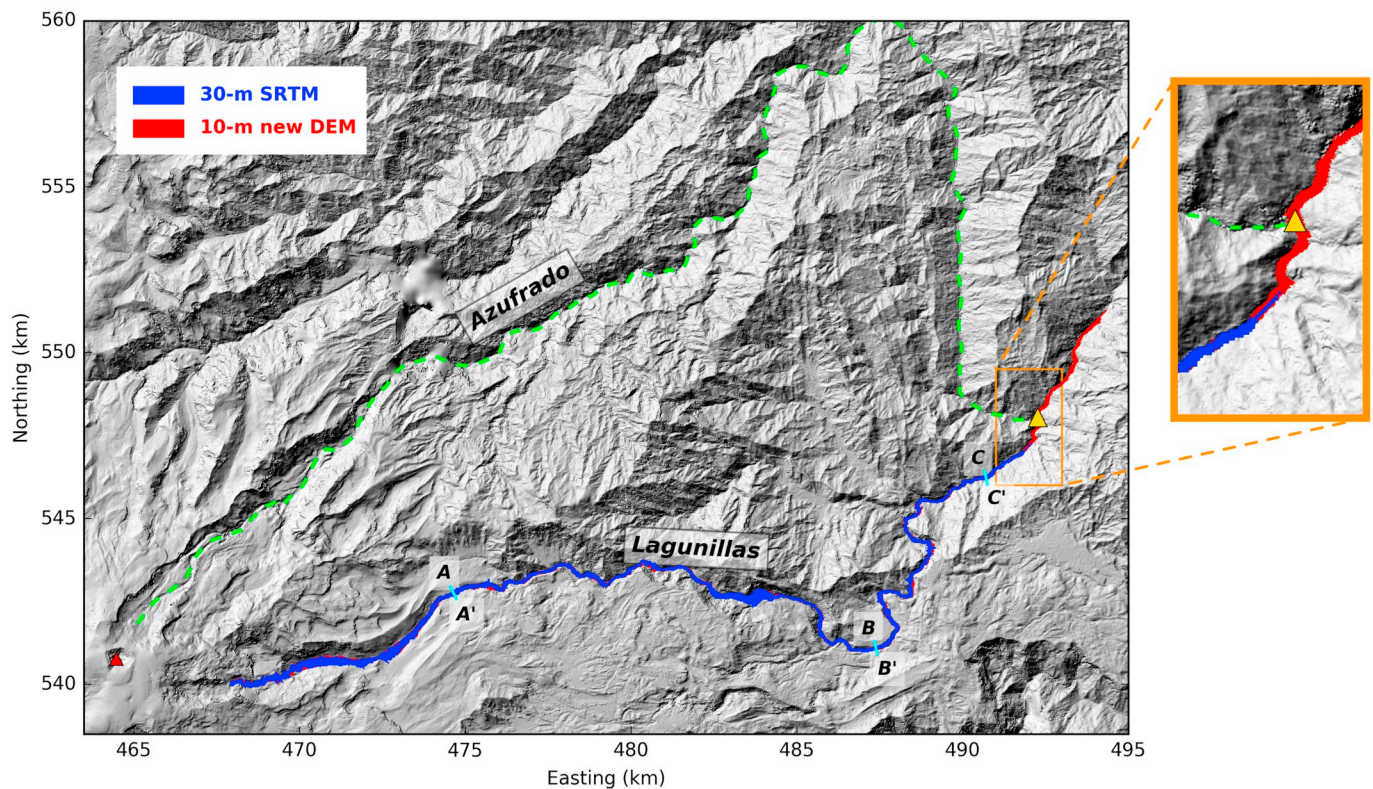 560
555
550
545
540
Northing (km)
30-m SRTM
10-m new DEM
Azufrado
Lagunillas
A
A'
B
B'
C
C'
465
470
475
480
485
490
495
Easting (km)